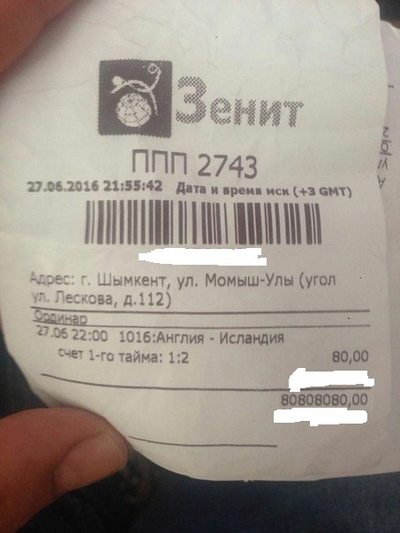 Зенит
ППП 2743
27.06.2016 21:55:42 Дата и время мск (+3 GMT)
Адрес: г. Шымкент, ул. Момыш-Улы (угол
ул. Лескова, д.112)
Ординар
27.06 22:00 1016:Англия - Исландия
счет 1-го тайма: 1:2 80,00
80808080,00